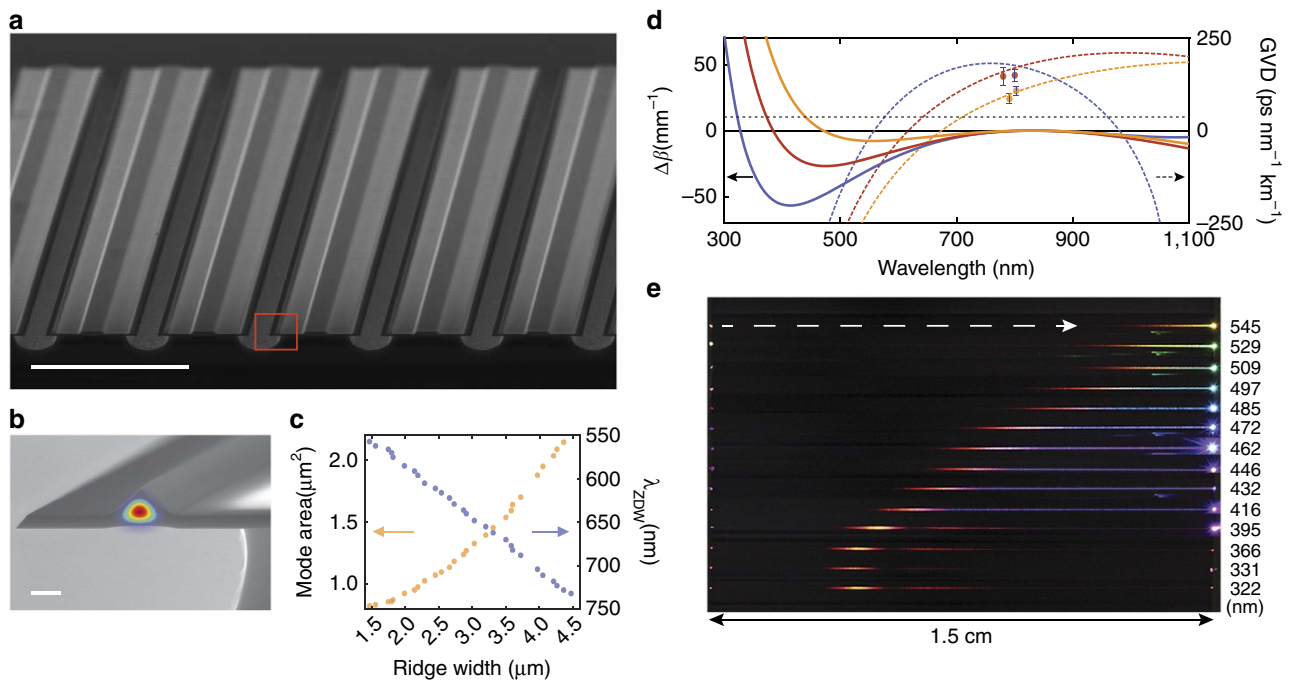 a
b
c
2.0
1.5
1.0
Mode area(μm²)
550
600
650
700
750
λZDW (nm)
1.5 2.0 2.5 3.0 3.5 4.0 4.5
Ridge width (μm)
d
50
0
–50
Δβ(mm⁻¹)
250
0
–250
GVD (ps nm⁻¹ km⁻¹)
300 500 700 900 1,100
Wavelength (nm)
e
545
529
509
497
485
472
462
446
432
416
395
366
331
322
(nm)
1.5 cm